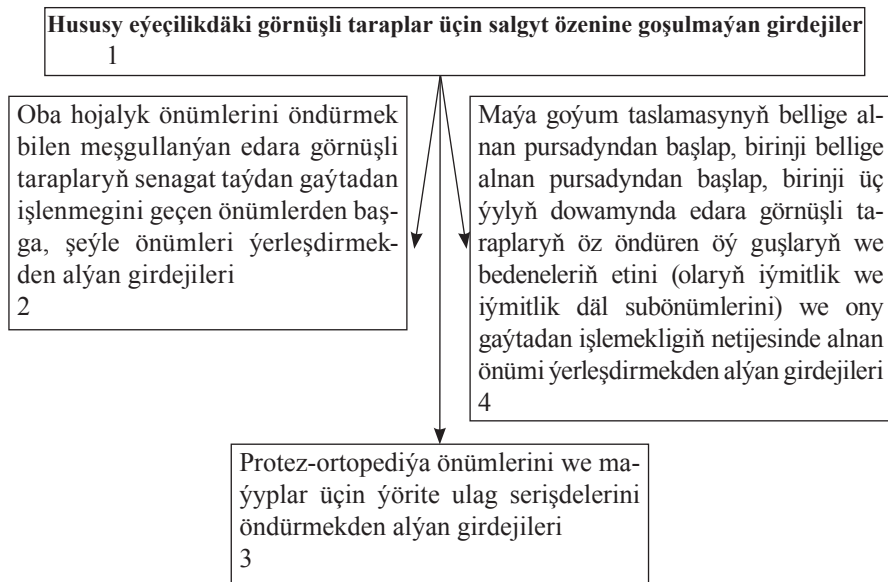 Hususy eýeçilikdäki görnüşli taraplar üçin salgyt özenine goşulmaýan girdejiler
1
Oba hojalyk önümlerini öndürmek
bilen meşgullanýan edara görnüşli
taraplaryň senagat taýdan gaýtadan
işlenmegini geçen önümlerden baş-
ga, şeýle önümleri ýerleşdirmek-
den alýan girdejileri
2
Maýa goýum taslamasynyň bellige al-
nan pursadyndan başlap, birinji bellige
alnan pursadyndan başlap, birinji üç
ýylyň dowamynda edara görnüşli ta-
raplaryň öz öndüren öý guşlaryň we
bedeneleriň etini (olaryň iýmitlik we
iýmitlik däl subönümlerini) we ony
gaýtadan işlemekligiň netijesinde alnan
önümi ýerleşdirmekden alýan girdejileri
4
Protez-ortopediýa önümlerini we ma-
ýyplar üçin ýörite ulag serişdelerini
öndürmekden alýan girdejileri
3